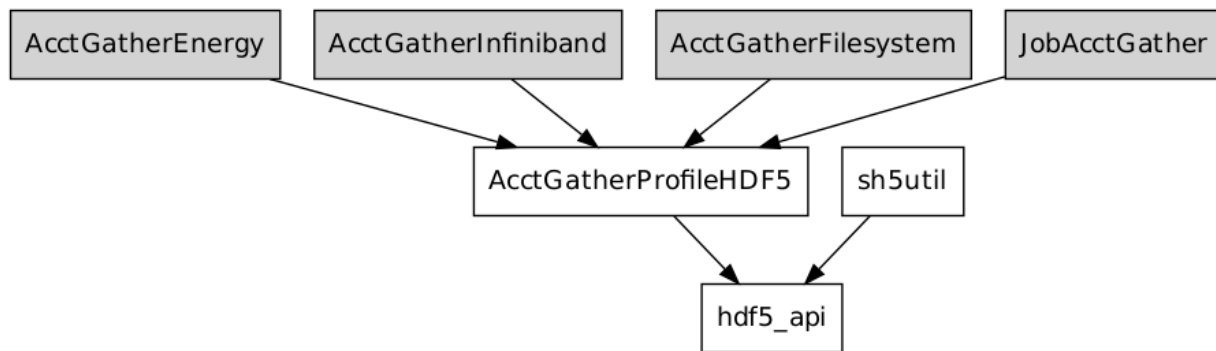 AcctGatherEnergy
AcctGatherInfiniband
AcctGatherFilesystem
JobAcctGather
AcctGatherProfileHDF5
sh5util
hdf5_api